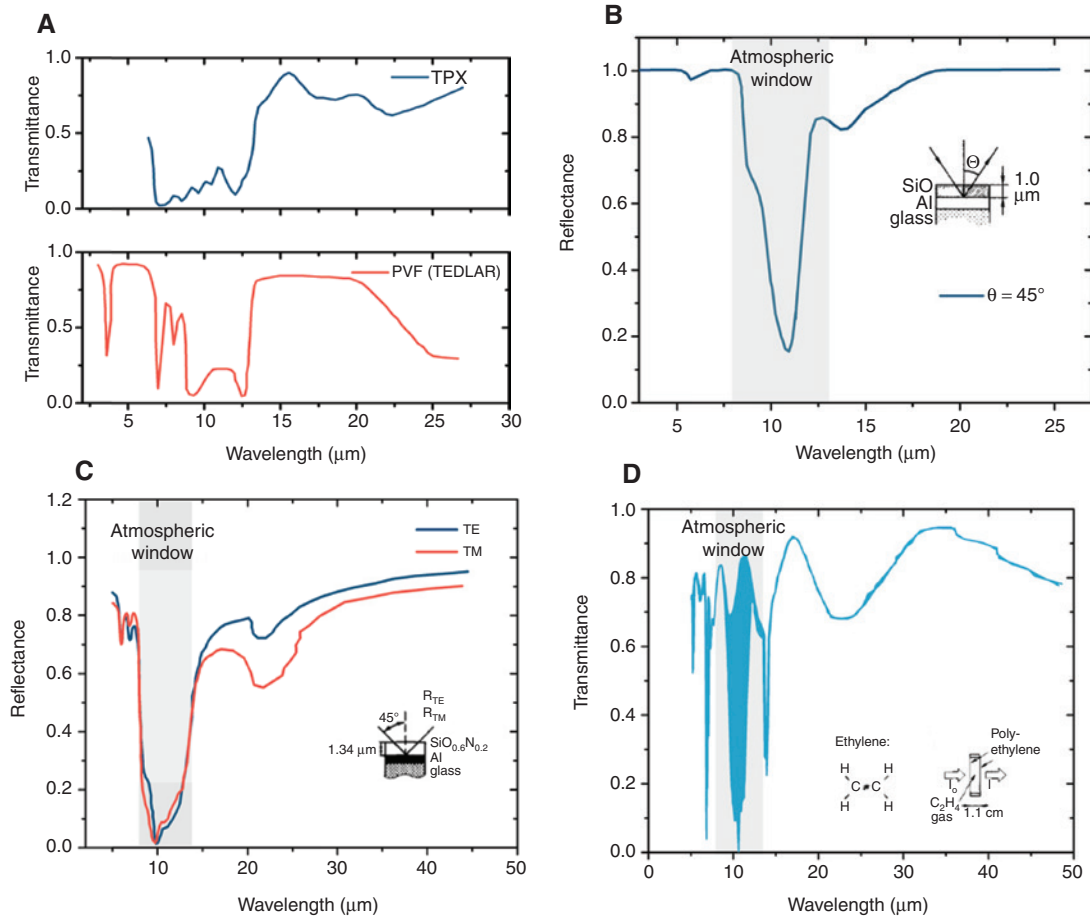 A
1.0
0.5
0.0
Transmittance
TPX
1.0
0.5
0.0
Transmittance
PVF (TEDLAR)
5 10 15 20 25 30
Wavelength (μm)
B
1.0
0.8
0.6
0.4
0.2
0.0
Reflectance
Atmospheric
window
Θ
SiO
Al
glass
1.0
μm
θ = 45°
5 10 15 20 25
Wavelength (μm)
C
1.2
1.0
0.8
0.6
0.4
0.2
0.0
Reflectance
Atmospheric
window
TE
TM
R_TE
R_TM
45°
1.34 μm
SiO₀.₆N₀.₂
Al
glass
0 10 20 30 40 50
Wavelength (μm)
D
1.0
0.8
0.6
0.4
0.2
0.0
Transmittance
Atmospheric
window
Ethylene:
H H
C C
H H
Poly-
ethylene
I₀ I
C₂H₄
gas
1.1 cm
0 10 20 30 40 50
Wavelength (μm)